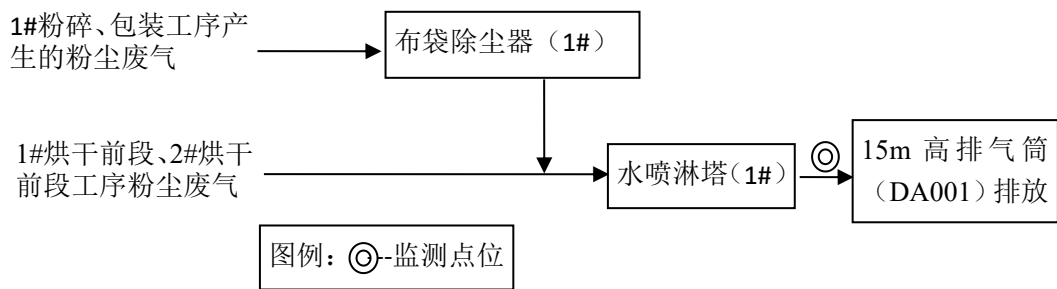 1#粉碎、包装工序产
生的粉尘废气
布袋除尘器（1#）
1#烘干前段、2#烘干
前段工序粉尘废气
水喷淋塔（1#）
15m 高排气筒
（DA001）排放
图例：◎--监测点位